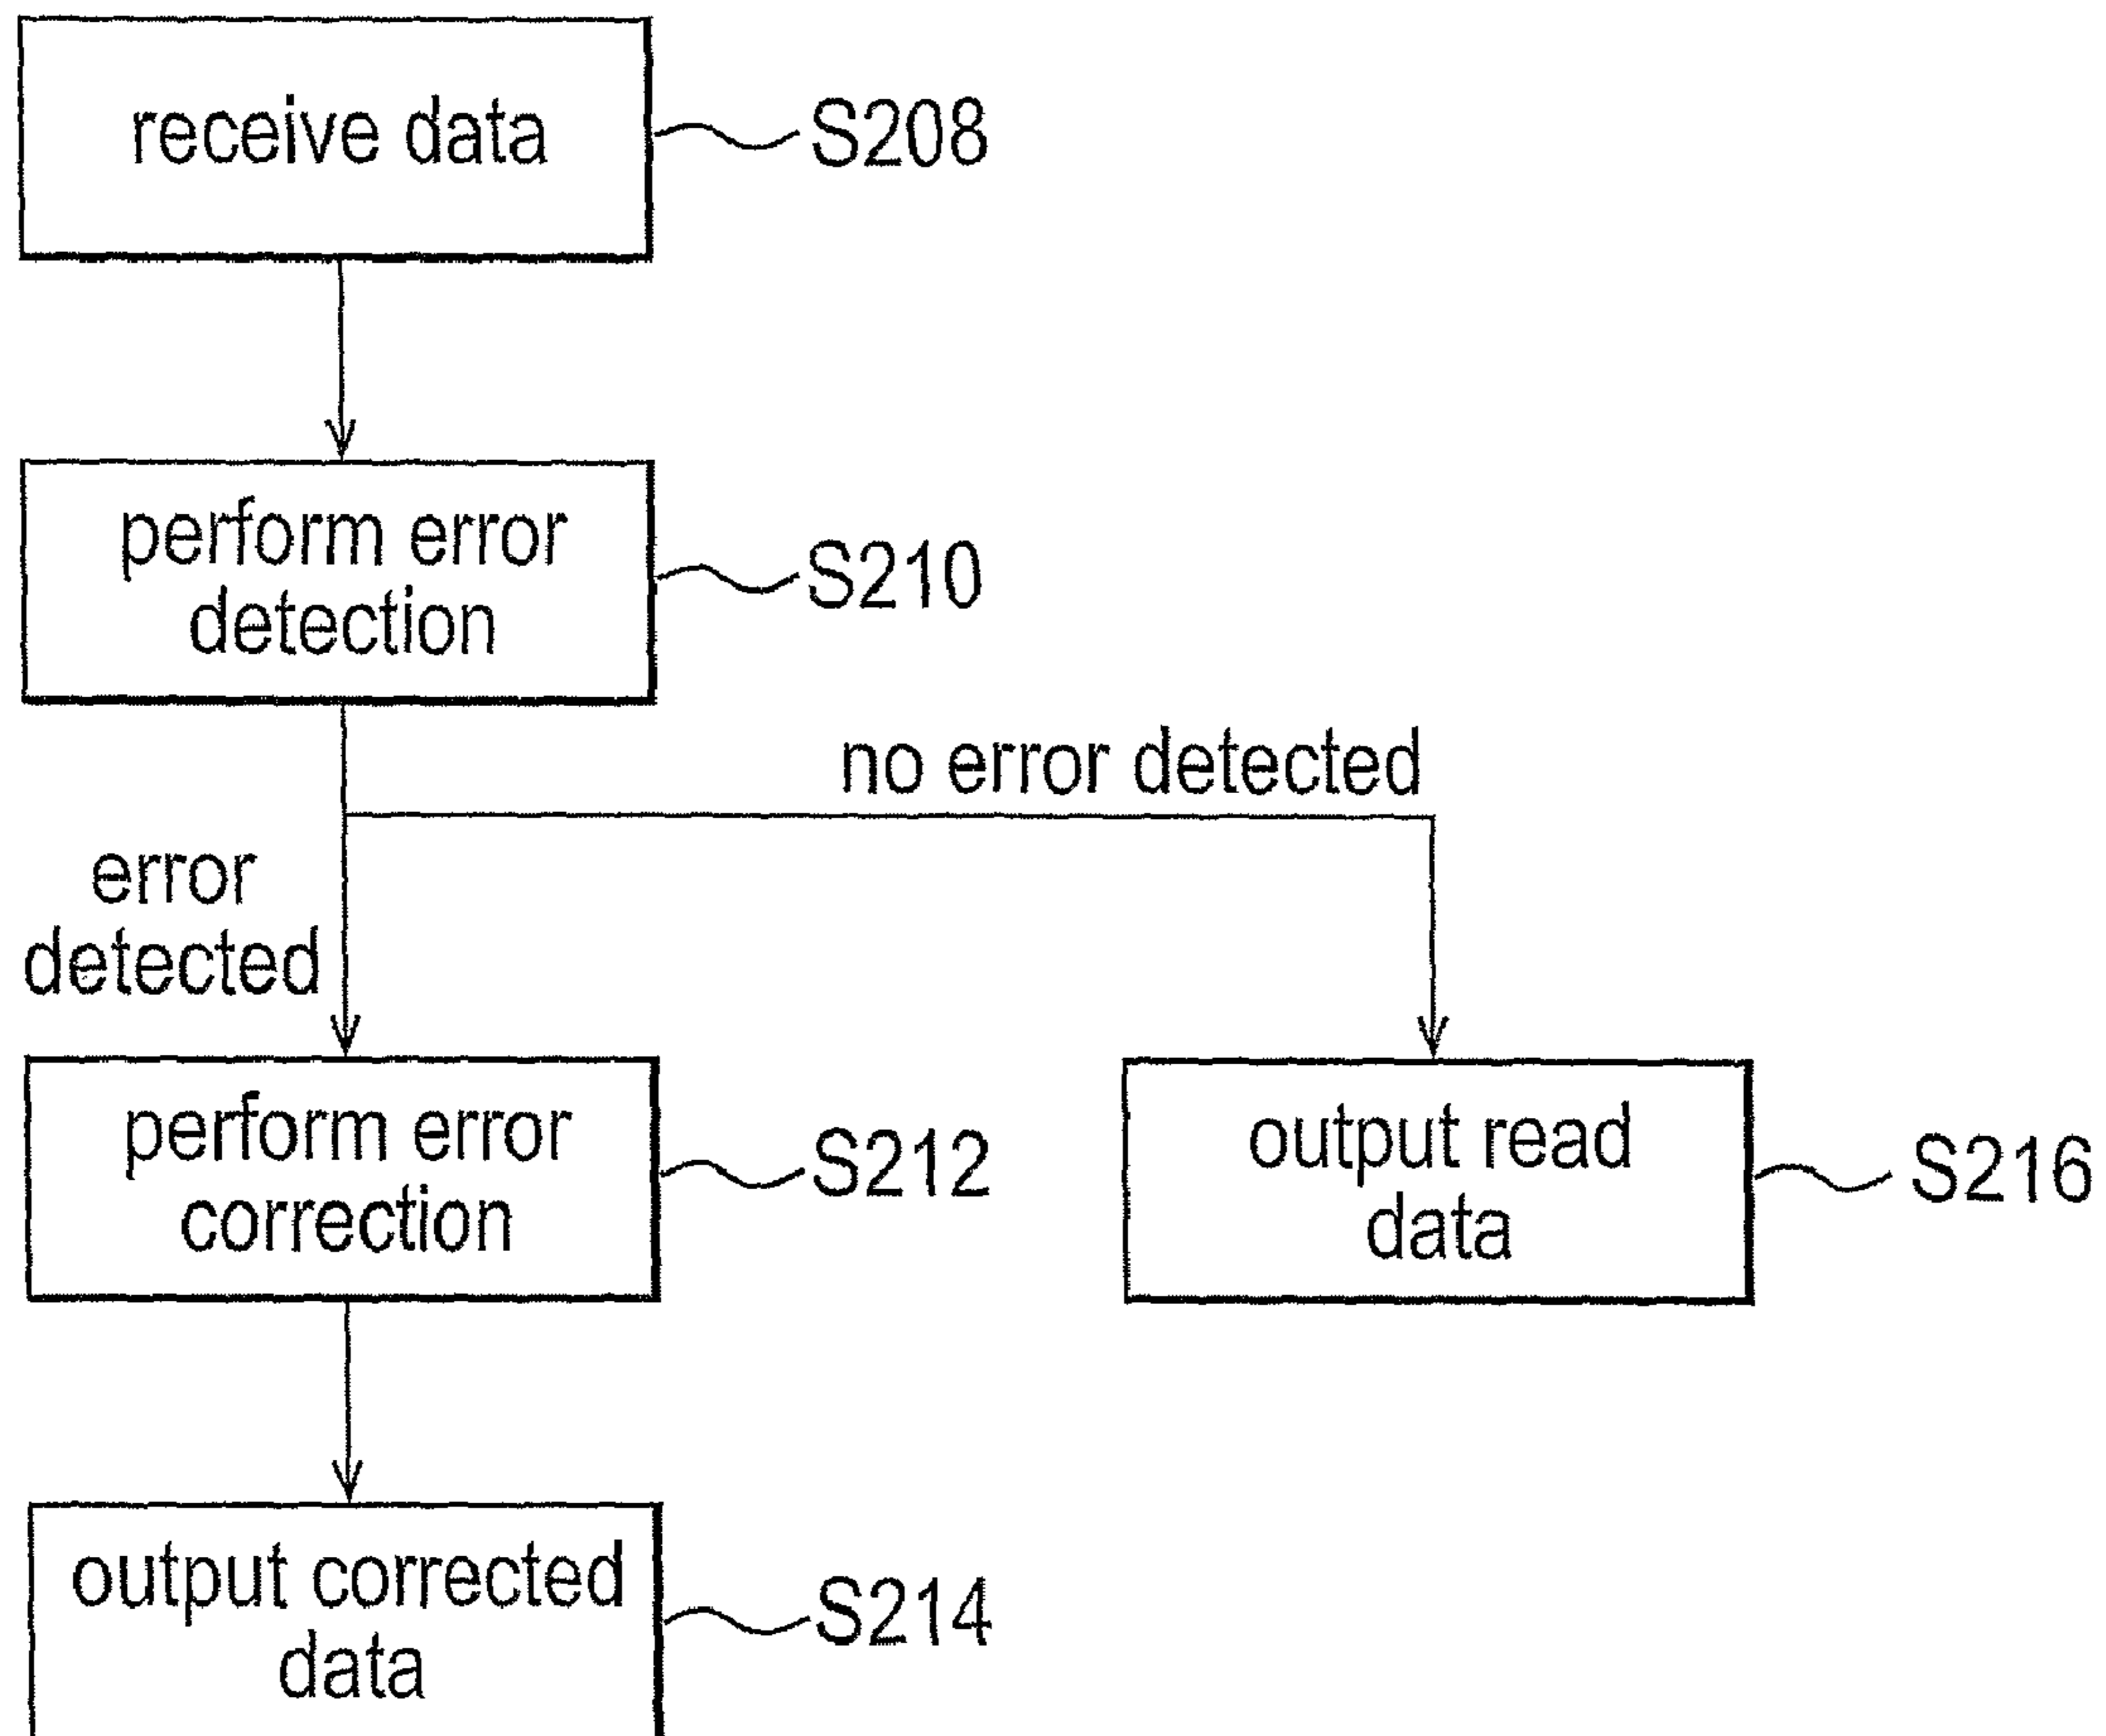 receive data
S208
perform error
detection
S210
no error detected
error
detected
perform error
correction
S212
output read
data
S216
output corrected
data
S214